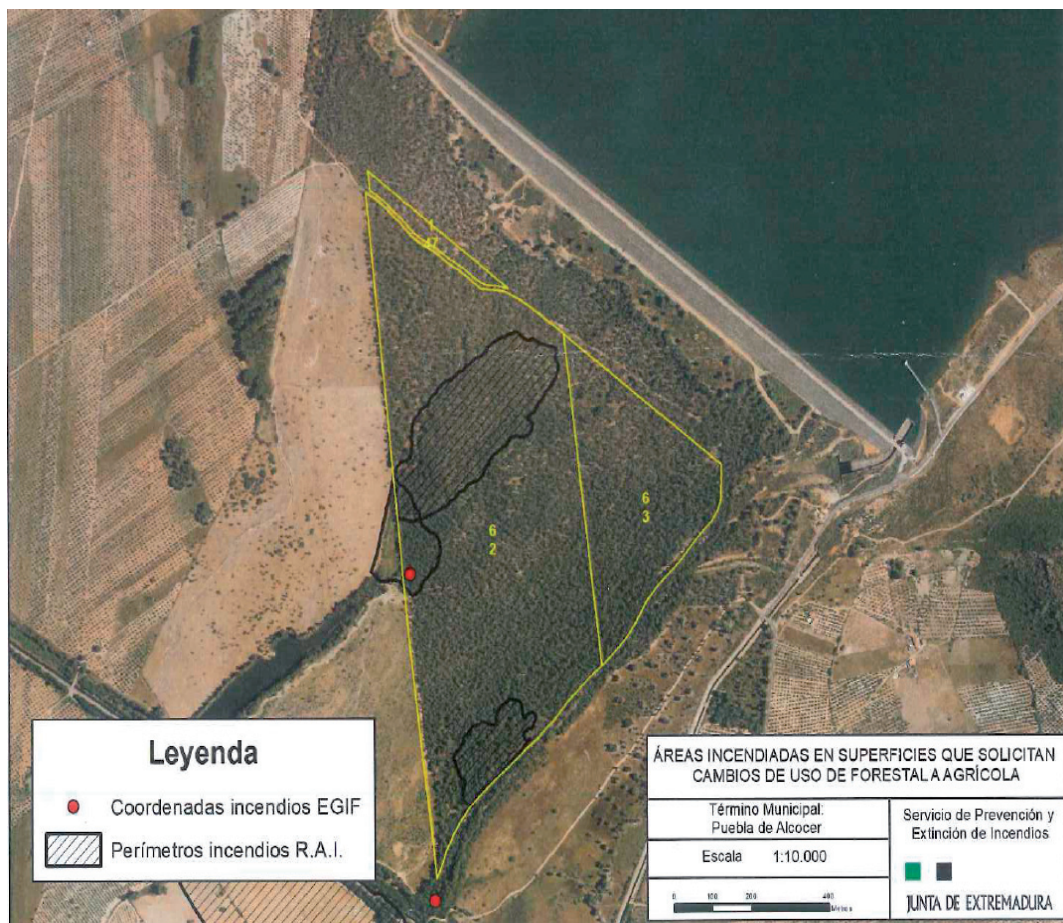 6
2
6
3
Leyenda
Coordenadas incendios EGIF
Perímetros incendios R.A.I.
ÁREAS INCENDIADAS EN SUPERFICIES QUE SOLICITAN
CAMBIOS DE USO DE FORESTAL A AGRÍCOLA
Término Municipal:
Puebla de Alcocer
Escala 1:10.000
0 100 200 400
Metros
Servicio de Prevención y
Extinción de Incendios
JUNTA DE EXTREMADURA